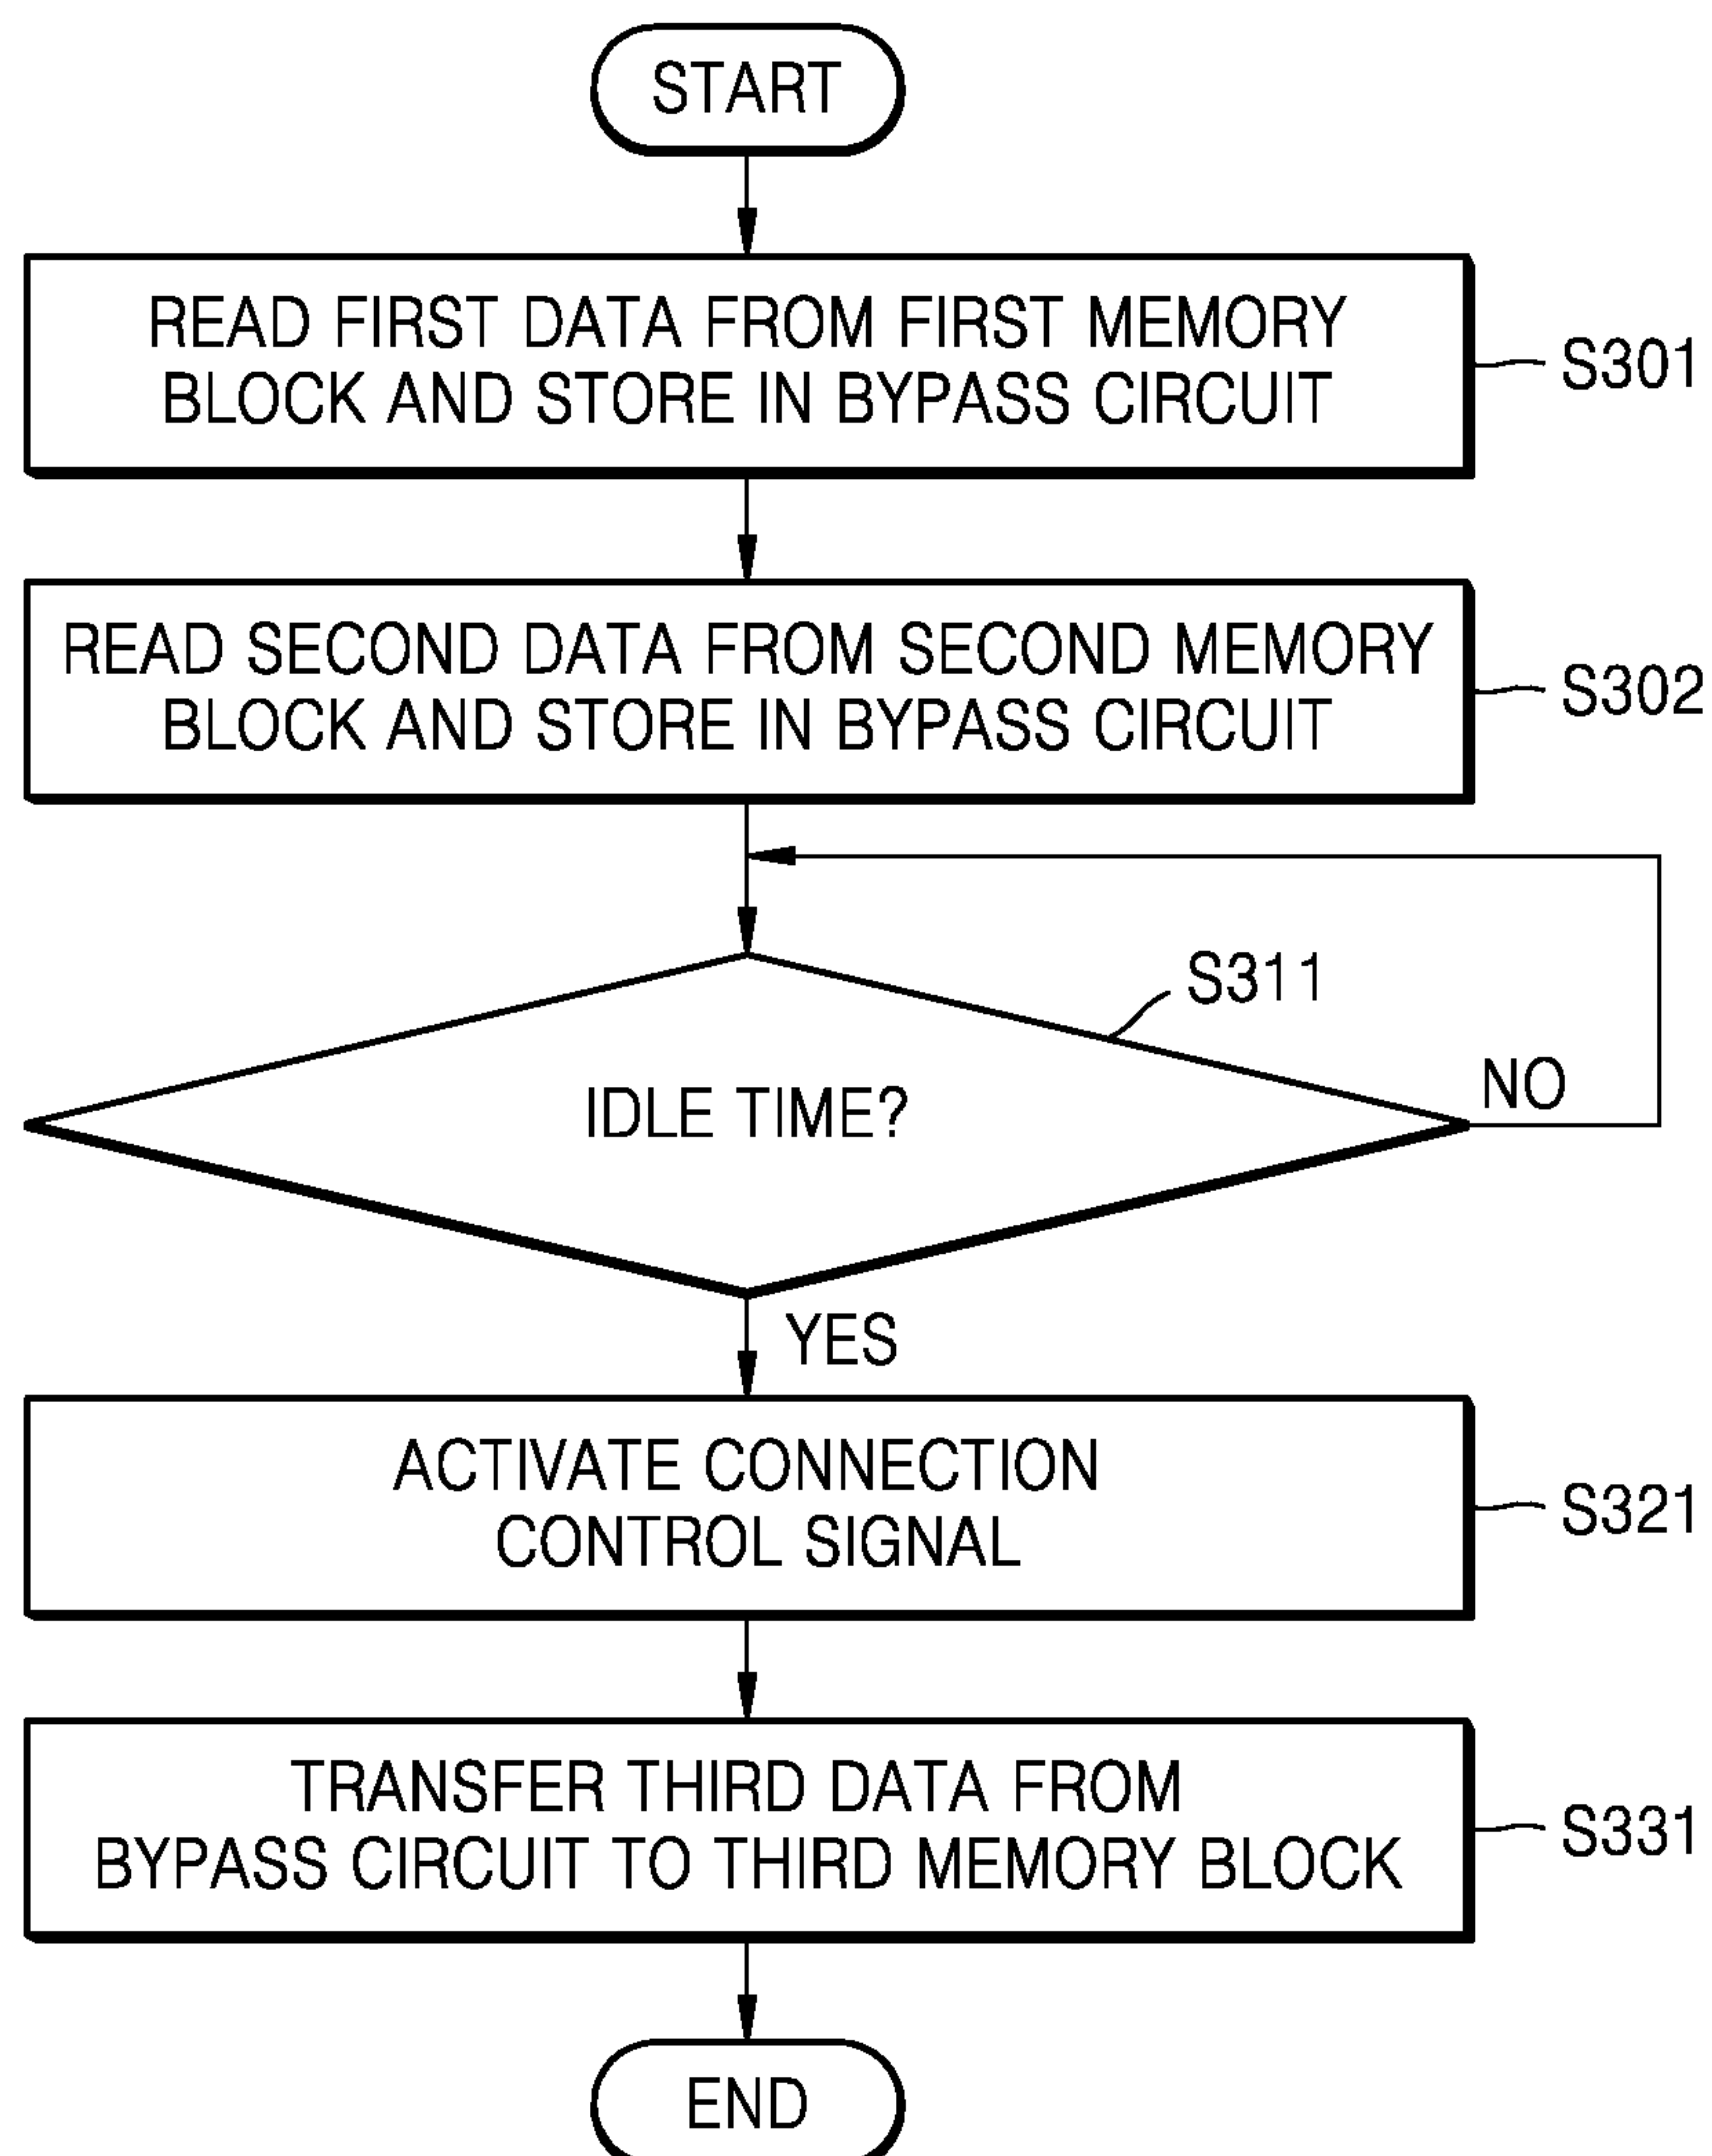 START
READ FIRST DATA FROM FIRST MEMORY
BLOCK AND STORE IN BYPASS CIRCUIT
S301
READ SECOND DATA FROM SECOND MEMORY
BLOCK AND STORE IN BYPASS CIRCUIT
S302
S311
IDLE TIME?
NO
YES
ACTIVATE CONNECTION
CONTROL SIGNAL
S321
TRANSFER THIRD DATA FROM
BYPASS CIRCUIT TO THIRD MEMORY BLOCK
S331
END